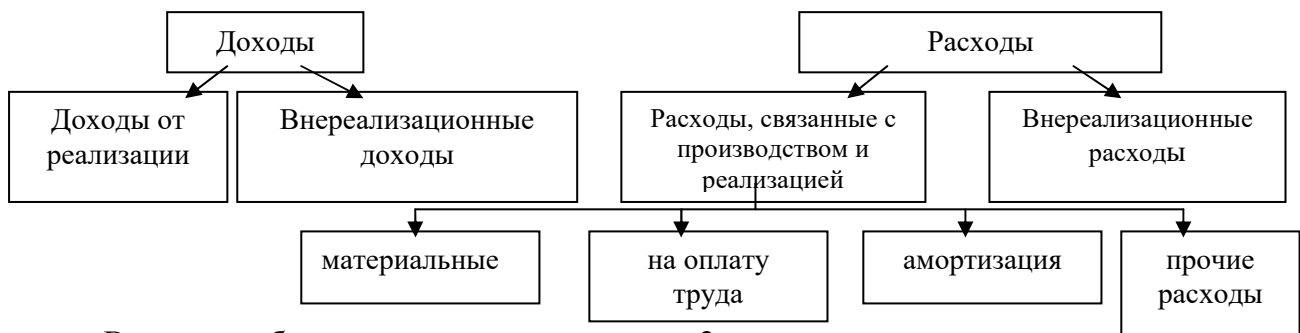 Доходы
Расходы
Доходы от
реализации
Внереализационные
доходы
Расходы, связанные с
производством и
реализацией
Внереализационные
расходы
материальные
на оплату
труда
амортизация
прочие
расходы